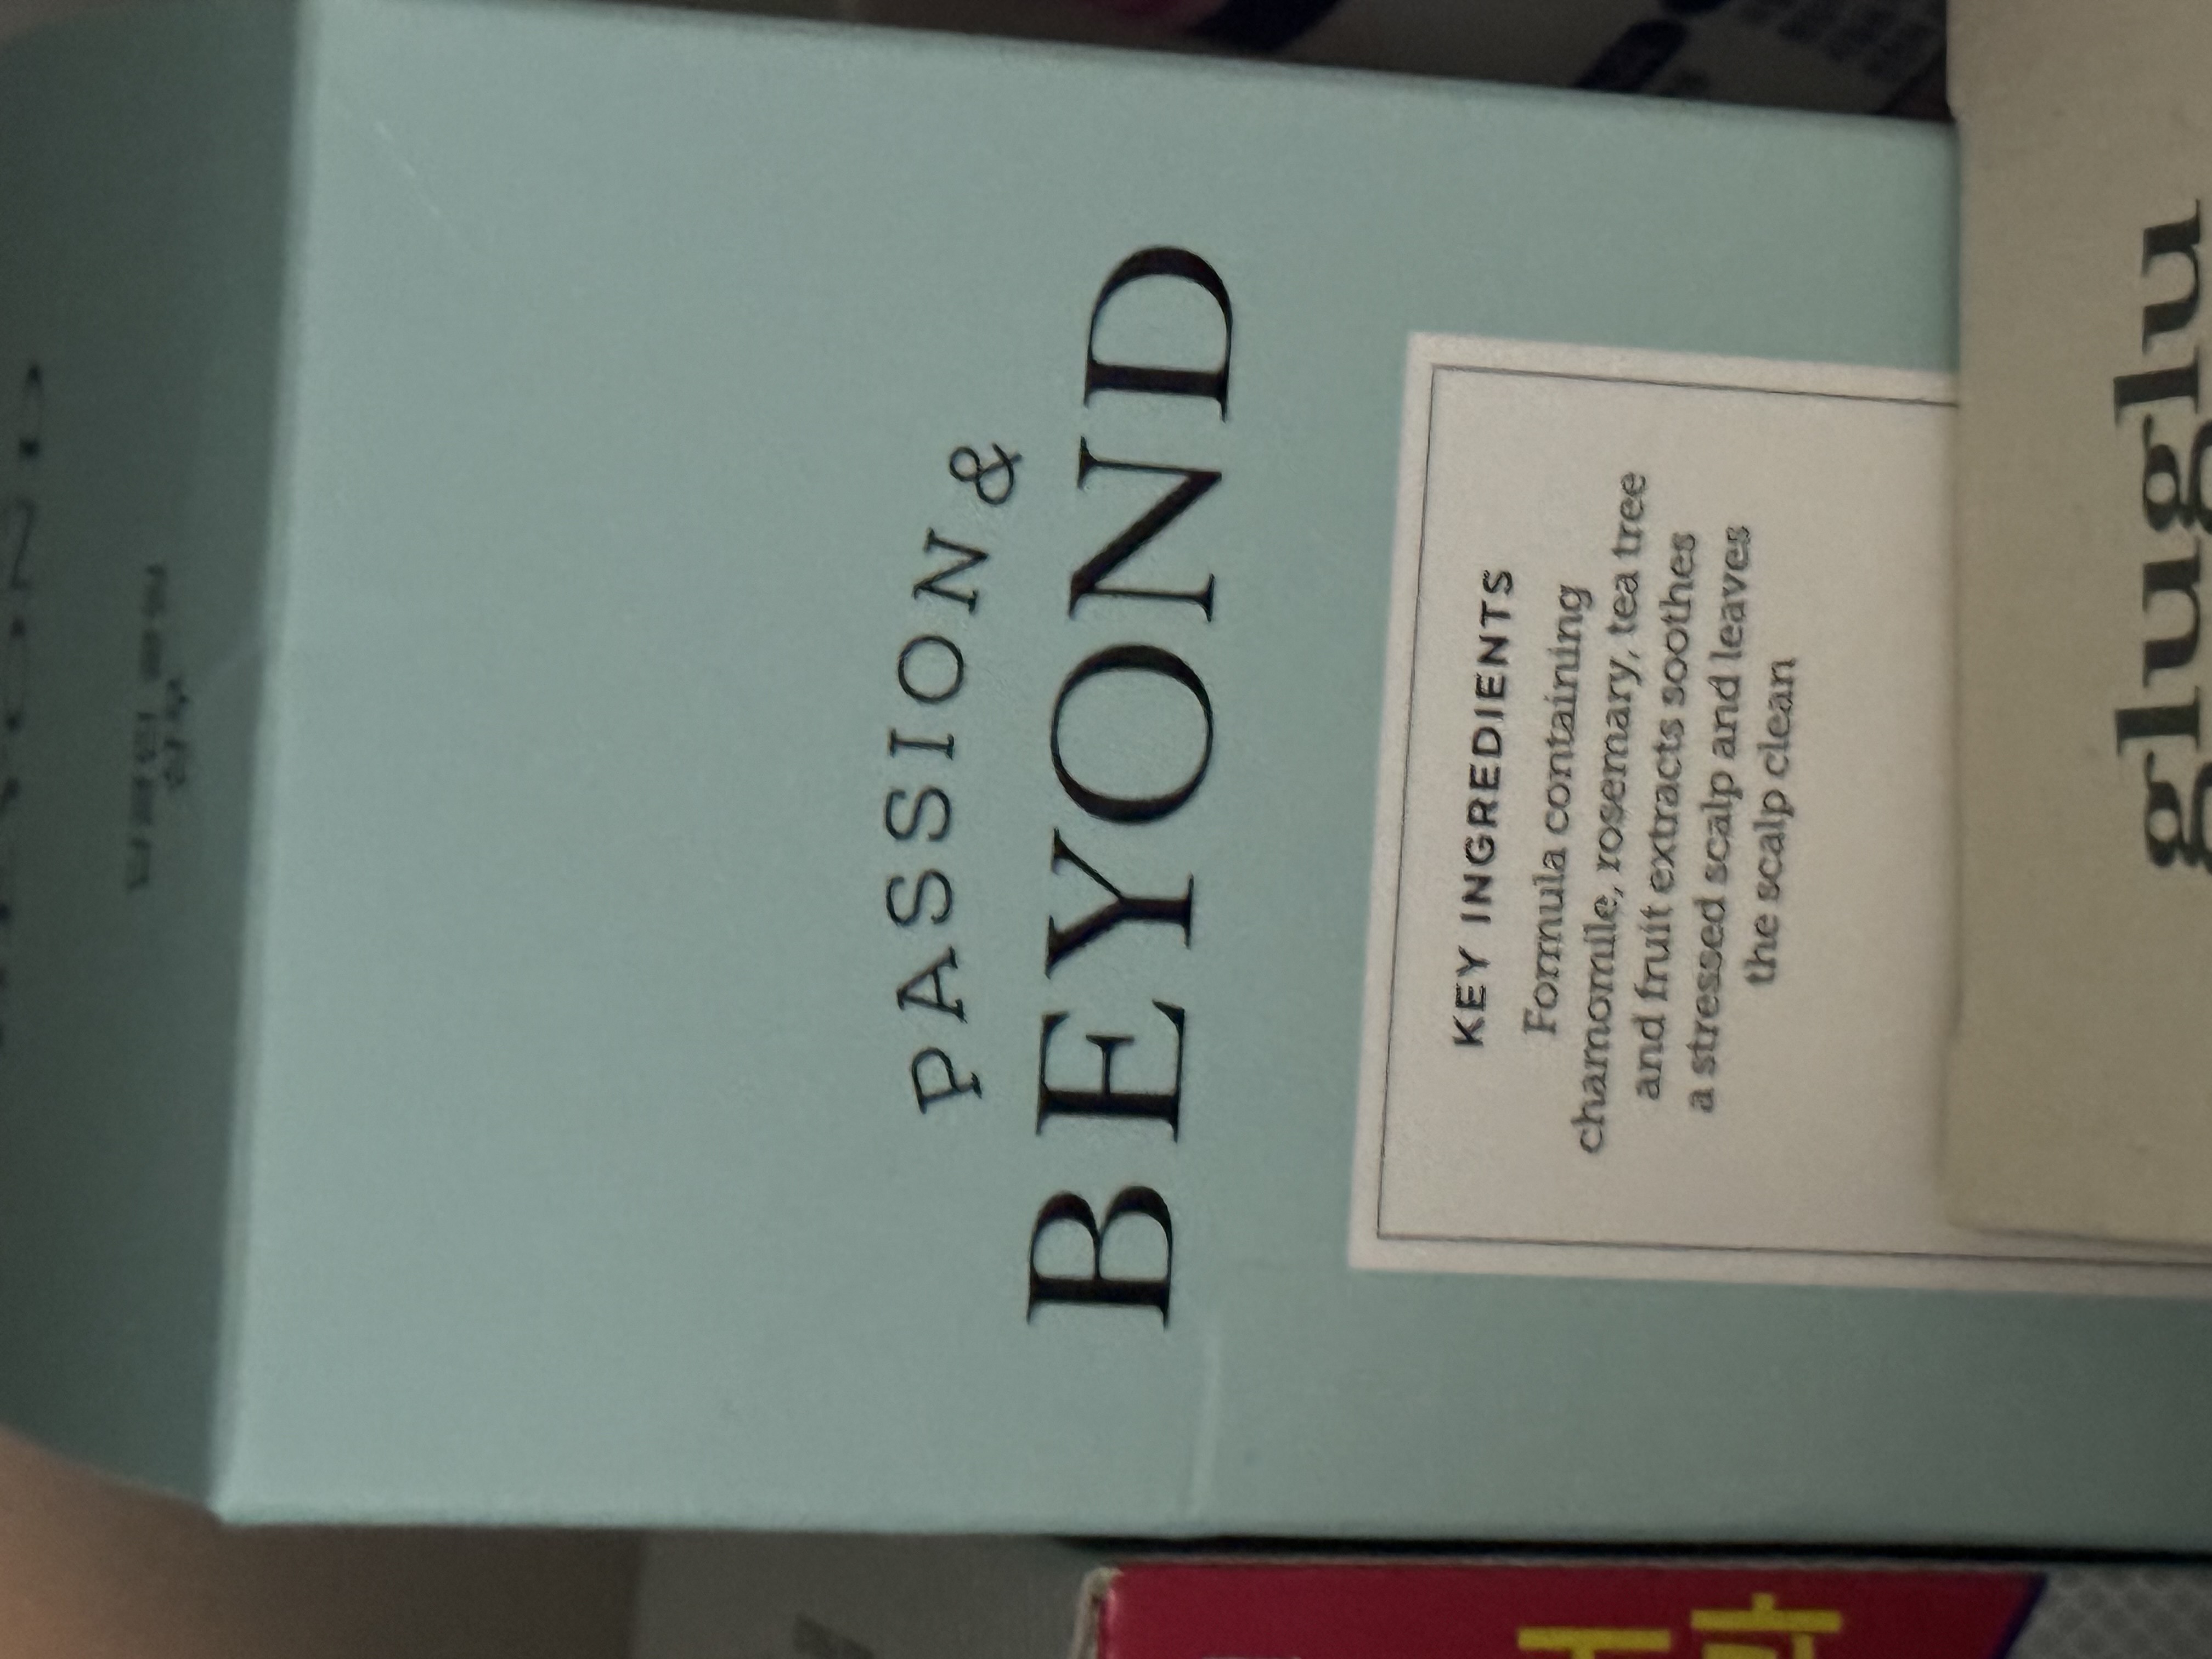 PASSION &
BEYOND
KEY INGREDIENTS
Formula containing
chamomile, rosemary, tea tree
and fruit extracts soothes
a stressed scalp and leaves
the scalp clean
gluglu